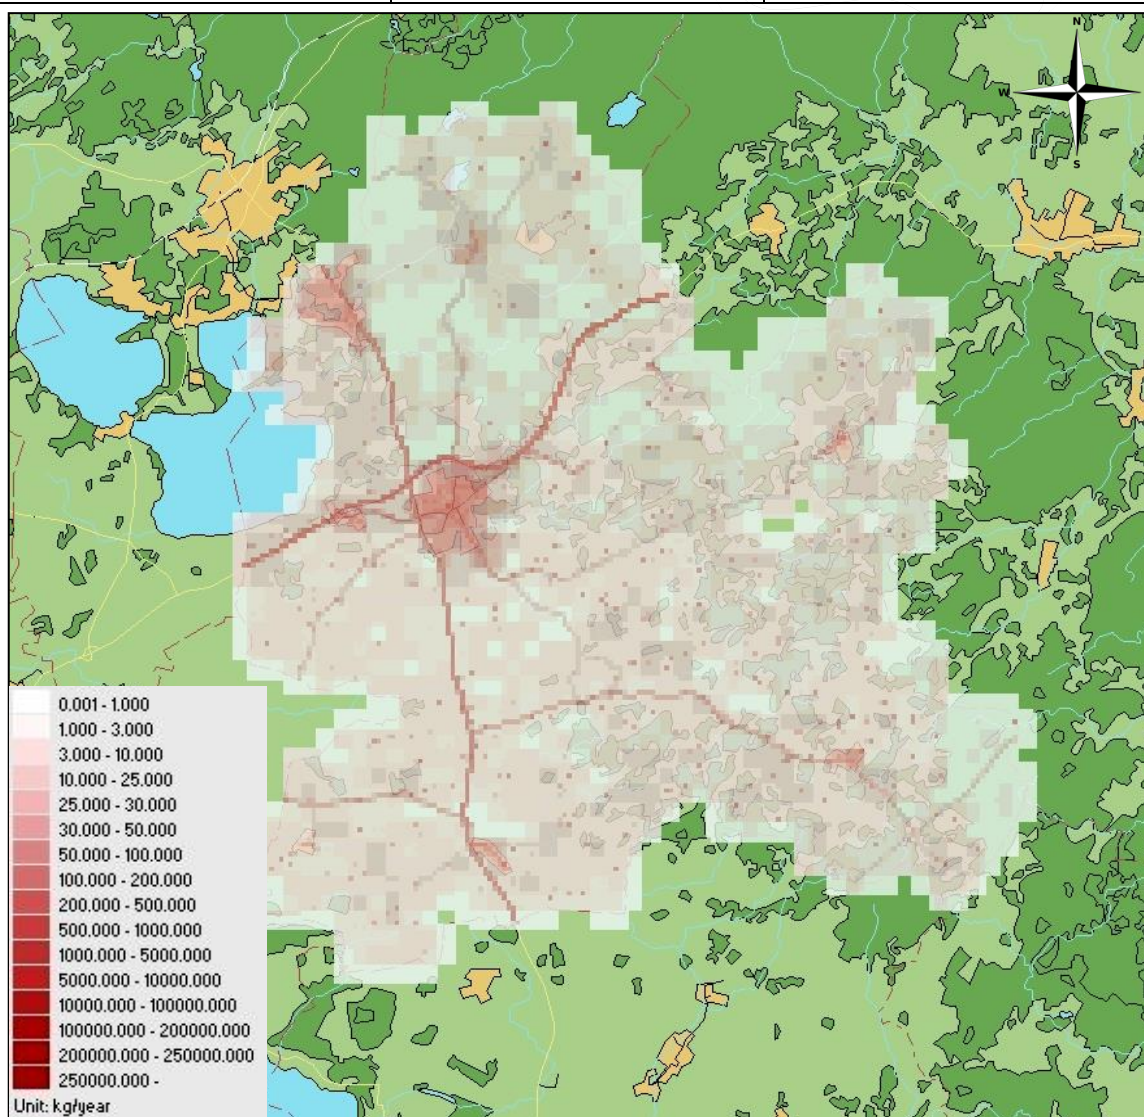 N
W
S
0.001 - 1.000
1.000 - 3.000
3.000 - 10.000
10.000 - 25.000
25.000 - 30.000
30.000 - 50.000
50.000 - 100.000
100.000 - 200.000
200.000 - 500.000
500.000 - 1000.000
1000.000 - 5000.000
5000.000 - 10000.000
10000.000 - 100000.000
100000.000 - 200000.000
200000.000 - 250000.000
250000.000 -
Unit: kg/year